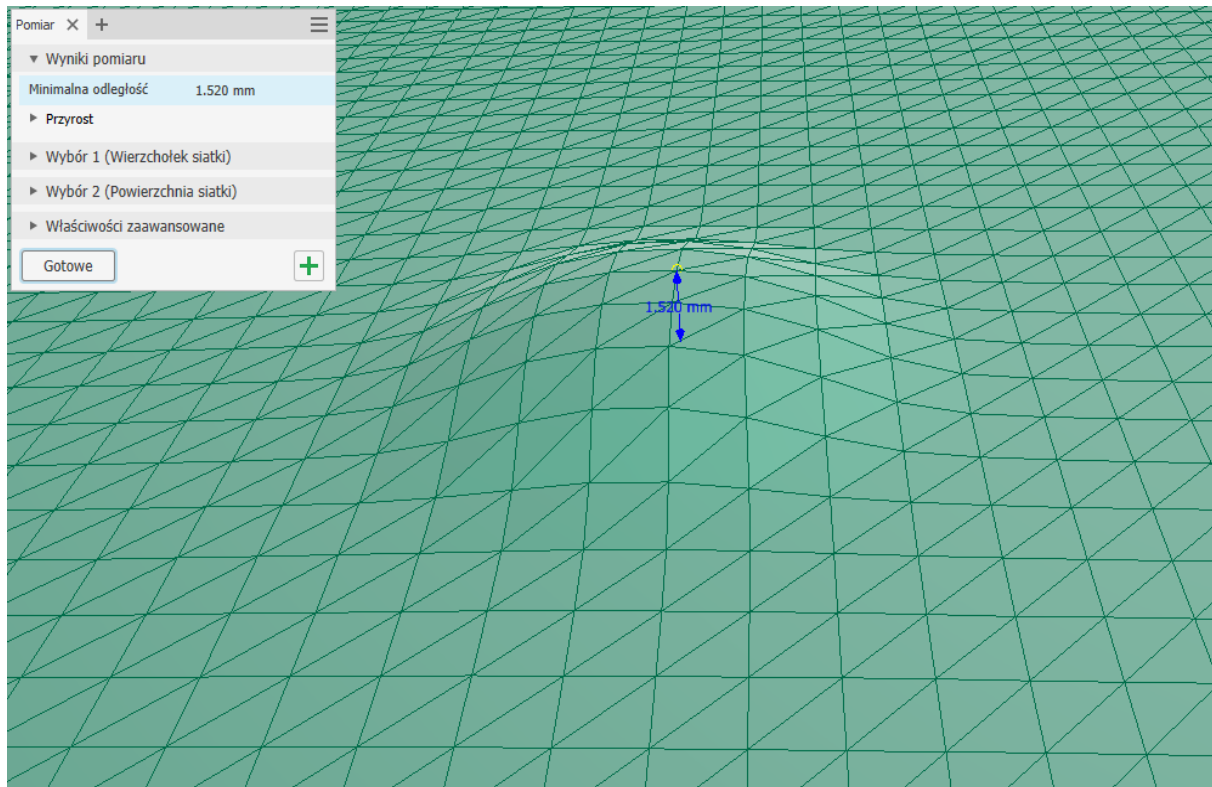 Pomiar
Wyniki pomiaru
Minimalna odległość 1.520 mm
Przyrost
Wybór 1 (Wierzchołek siatki)
Wybór 2 (Powierzchnia siatki)
Właściwości zaawansowane
Gotowe
1.520 mm